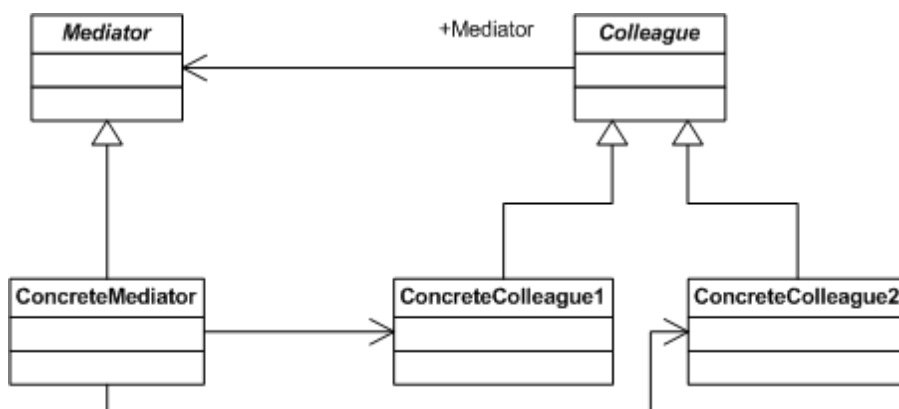 Mediator
+Mediator
Colleague
ConcreteMediator
ConcreteColleague1
ConcreteColleague2